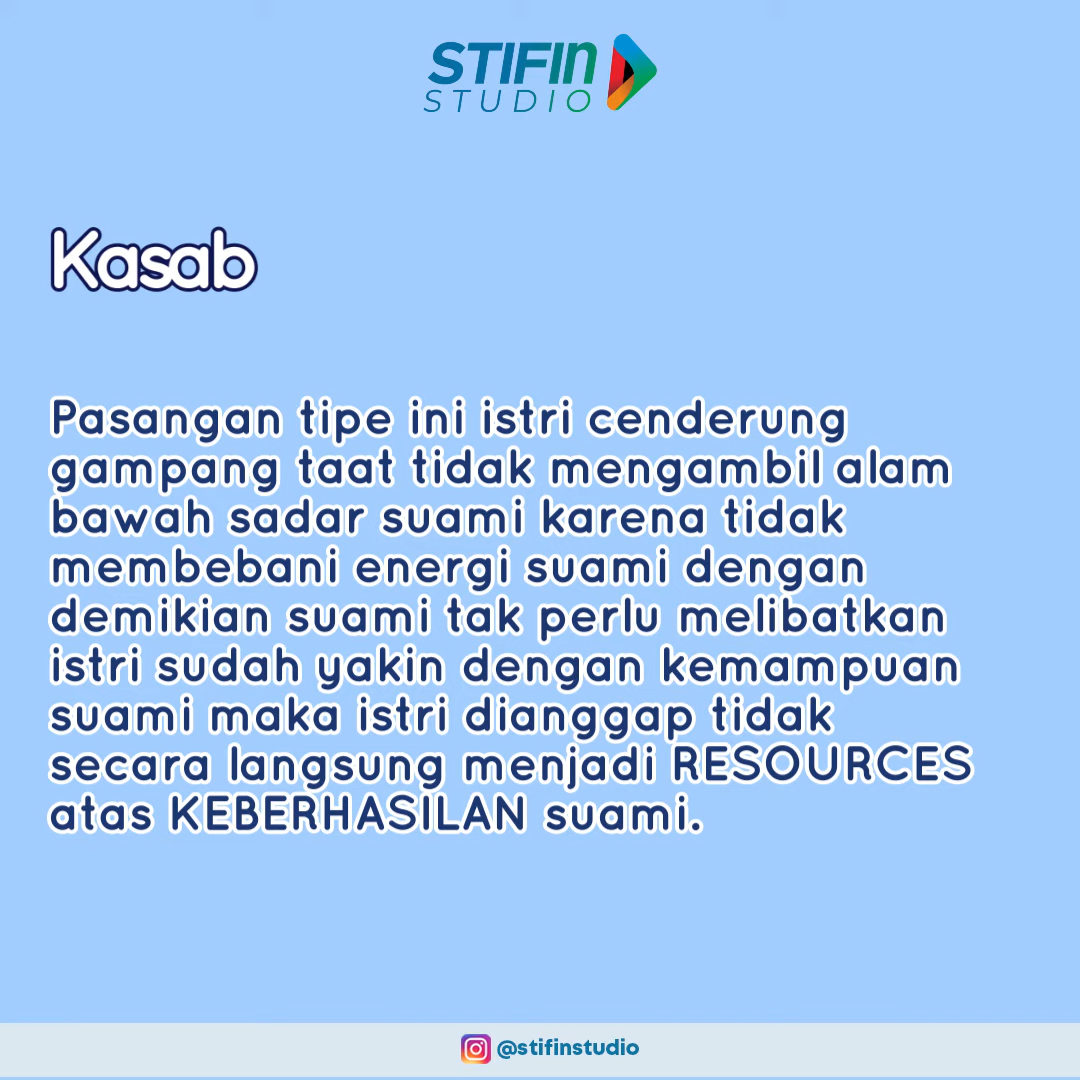 STIFIn
STUDIO
Kasab
Pasangan tipe ini istri cenderung
gampang taat tidak mengambil alam
bawah sadar suami karena tidak
membebani energi suami dengan
demikian suami tak perlu melibatkan
istri sudah yakin dengan kemampuan
suami maka istri dianggap tidak
secara langsung menjadi RESOURCES
atas KEBERHASILAN suami.
@stifinstudio